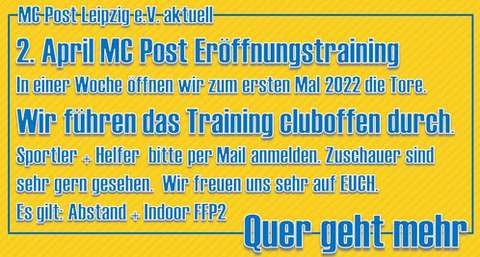 MC Post Leipzig e.V. aktuell
2. April MC Post Eröffnungstraining
In einer Woche öffnen wir zum ersten Mal 2022 die Tore.
Wir führen das Training cluboffen durch.
Sportler + Helfer bitte per Mail anmelden. Zuschauer sind
sehr gern gesehen. Wir freuen uns sehr auf EUCH.
Es gilt: Abstand + Indoor FFP2
Quer geht mehr